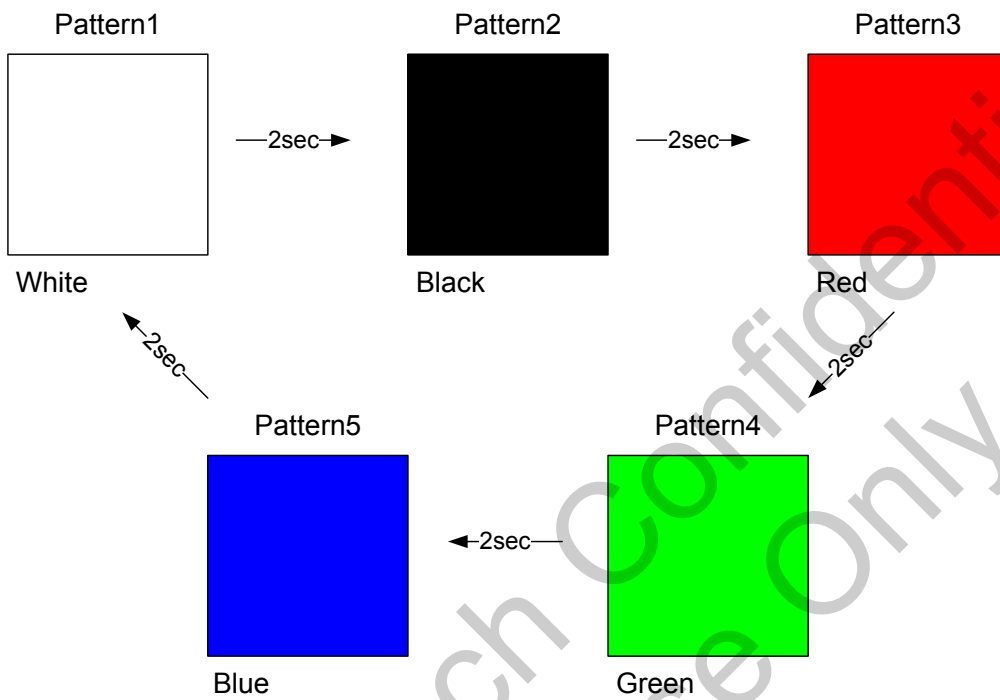 Pattern1
Pattern2
Pattern3
2sec
2sec
White
Black
Red
2sec
2sec
Pattern5
Pattern4
2sec
Blue
Green